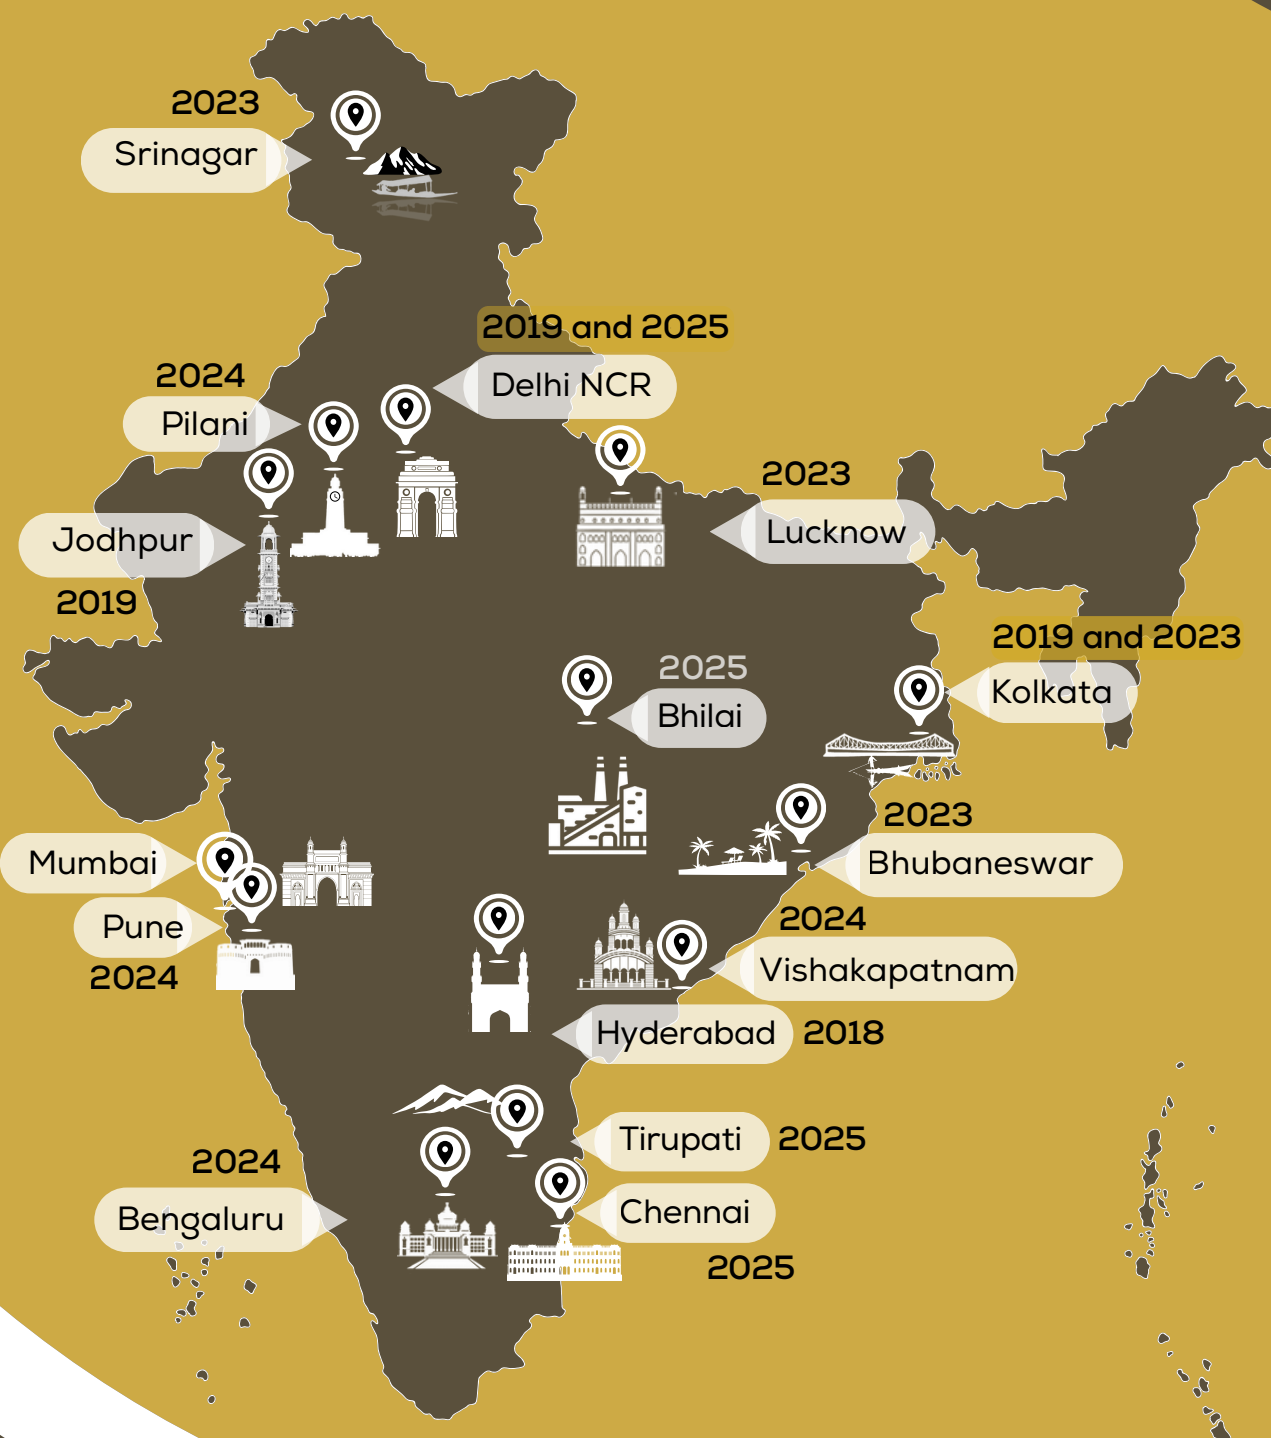 2023
Srinagar
2019 and 2025
Delhi NCR
2024
Pilani
2023
Lucknow
Jodhpur
2019
2019 and 2023
Kolkata
2025
Bhilai
2023
Bhubaneswar
Mumbai
Pune
2024
2024
Vishakapatnam
Hyderabad 2018
Tirupati 2025
2024
Bengaluru
Chennai
2025